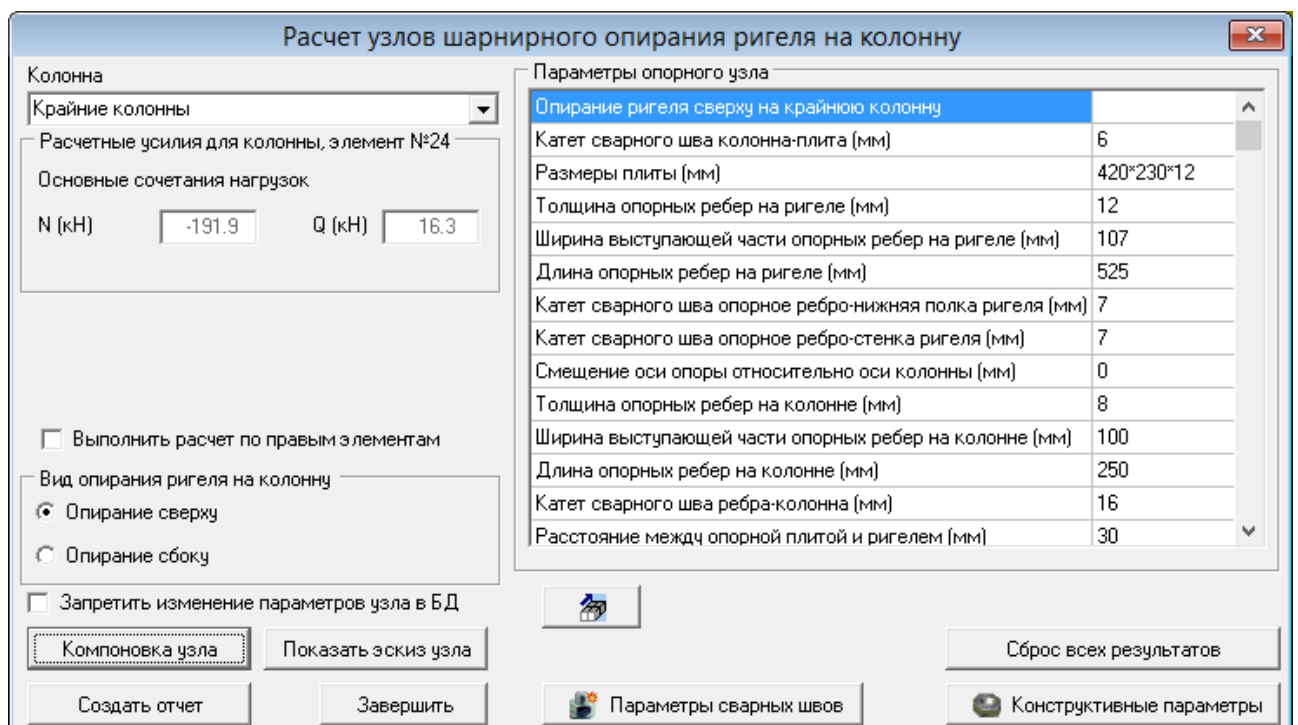 Расчет узлов шарнирного опирания ригеля на колонну
Колонна
Крайние колонны
Расчетные усилия для колонны, элемент №24
Основные сочетания нагрузок
N (кН) -191.9 Q (кН) 16.3
Выполнить расчет по правым элементам
Вид опирания ригеля на колонну
Опирание сверху
Опирание сбоку
Запретить изменение параметров узла в БД
Компоновка узла Показать эскиз узла
Создать отчет Завершить
Параметры опорного узла
Опирание ригеля сверху на крайнюю колонну
Катет сварного шва колонна-плита (мм) 6
Размеры плиты (мм) 420*230*12
Толщина опорных ребер на ригеле (мм) 12
Ширина выступающей части опорных ребер на ригеле (мм) 107
Длина опорных ребер на ригеле (мм) 525
Катет сварного шва опорное ребро-нижняя полка ригеля (мм) 7
Катет сварного шва опорное ребро-стенка ригеля (мм) 7
Смещение оси опоры относительно оси колонны (мм) 0
Толщина опорных ребер на колонне (мм) 8
Ширина выступающей части опорных ребер на колонне (мм) 100
Длина опорных ребер на колонне (мм) 250
Катет сварного шва ребра-колонна (мм) 16
Расстояние между опорной плитой и ригелем (мм) 30
Сброс всех результатов
Параметры сварных швов Конструктивные параметры